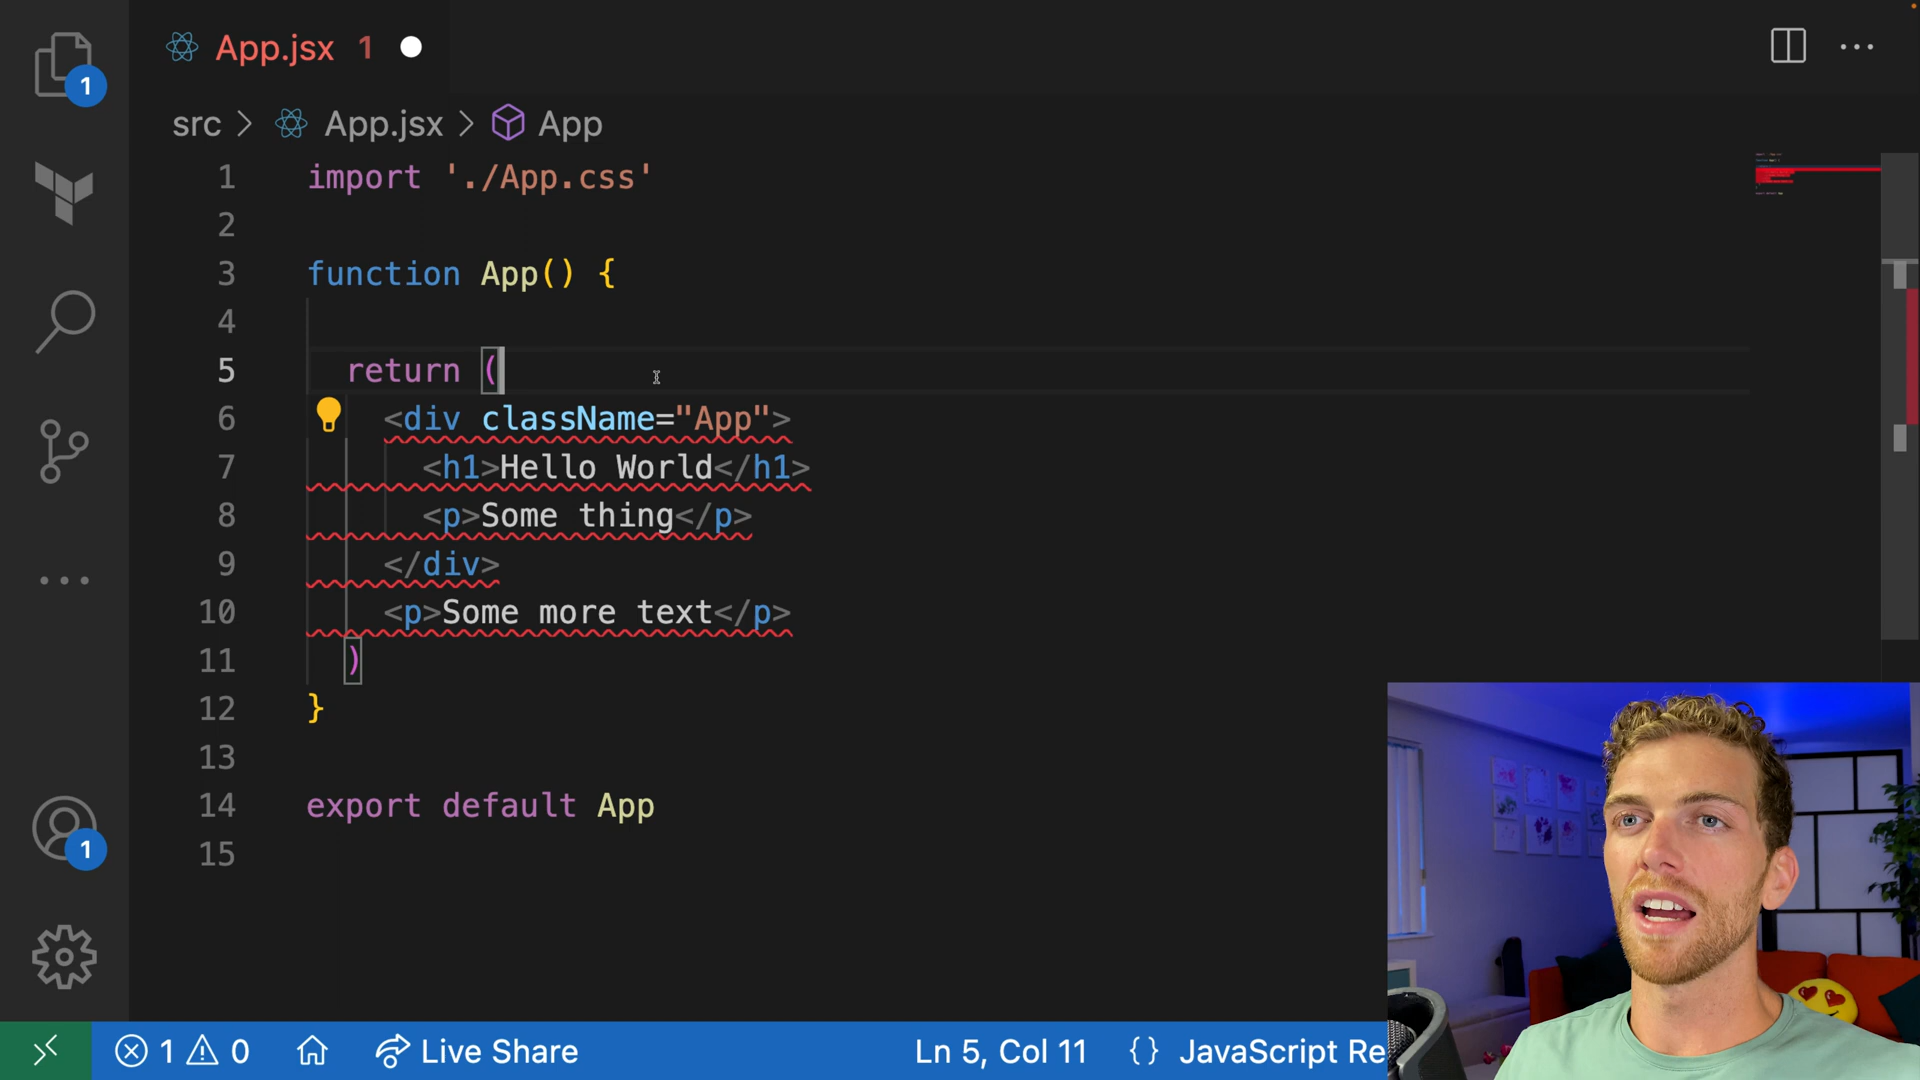 App.jsx 1
1
src > App.jsx > App
1 import './App.css'
2
3 function App() {
4
5 return (
6 <div className="App">
7 <h1>Hello World</h1>
8 <p>Some thing</p>
9 </div>
10 <p>Some more text</p>
11 )
12 }
13
14 export default App
15
1
1 0 Live Share Ln 5, Col 11 {} JavaScript Re